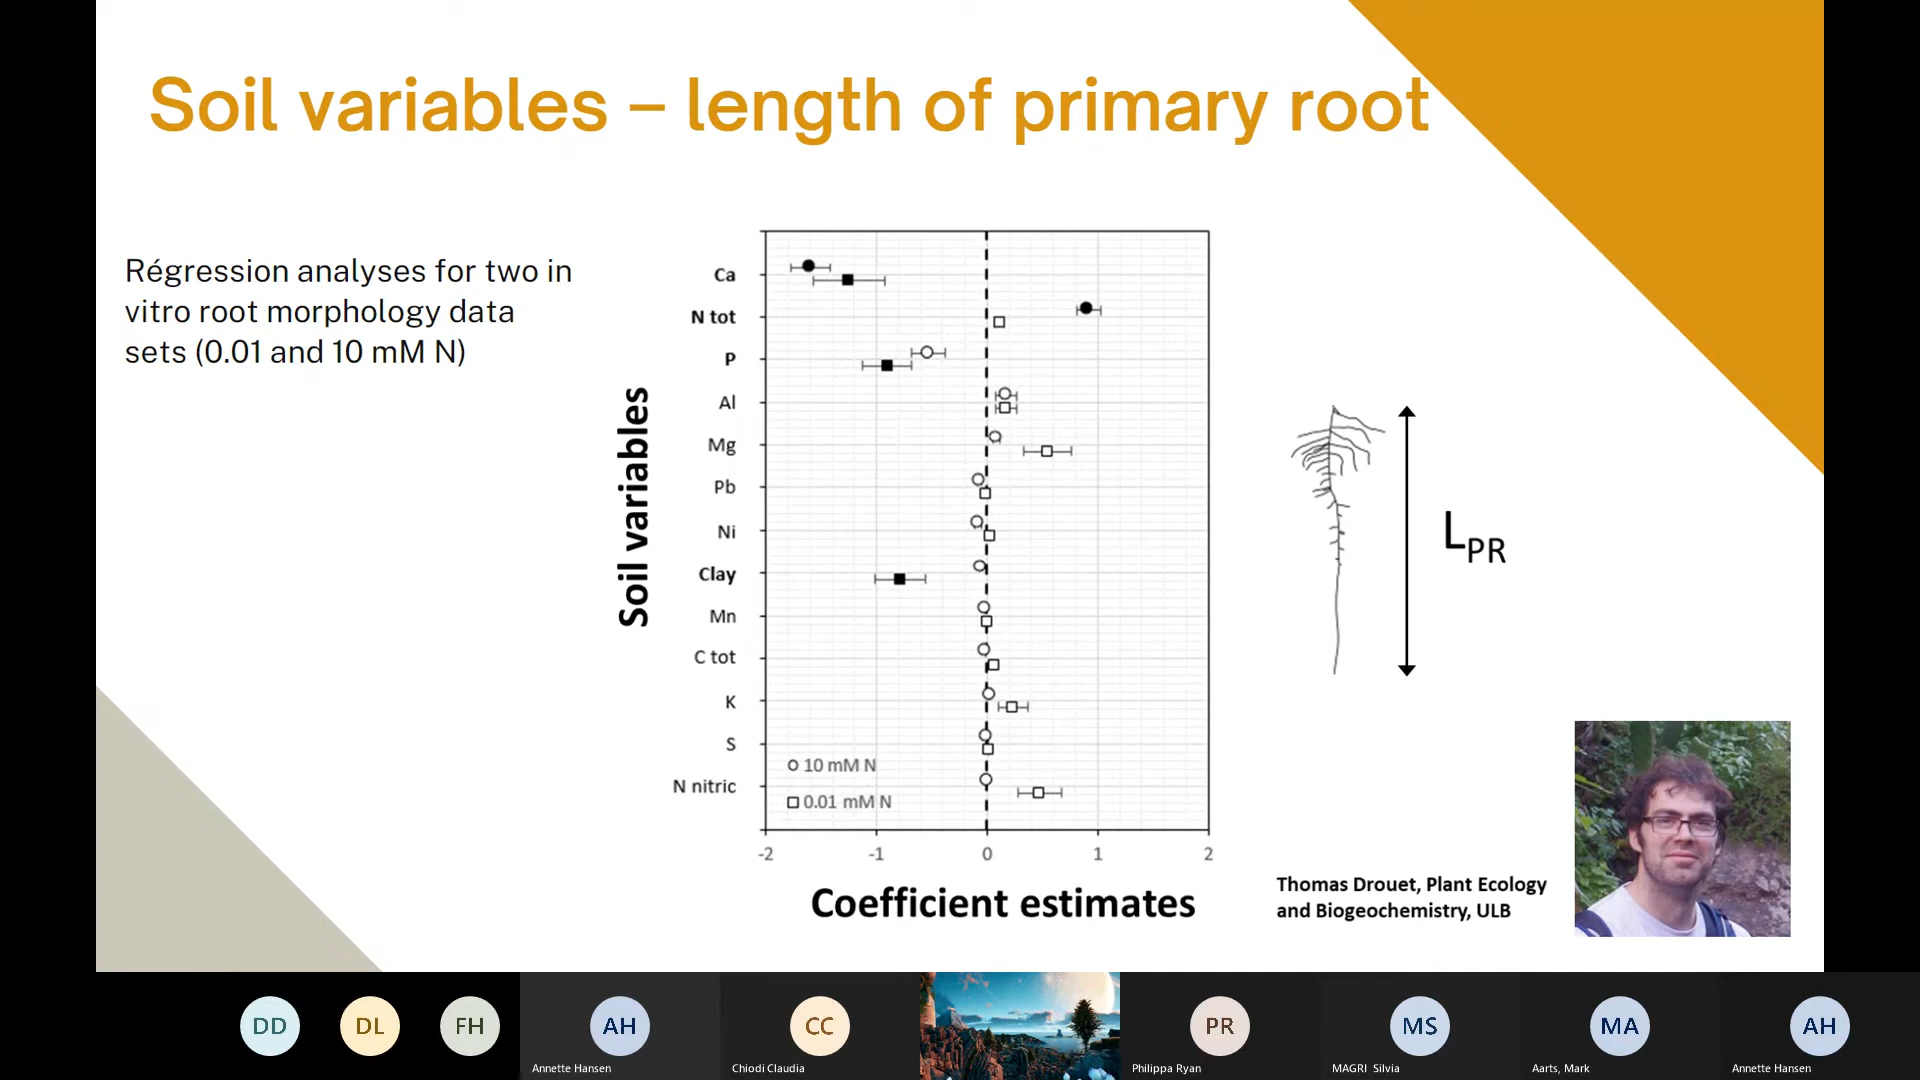 Soil variables – length of primary root
Régression analyses for two in
vitro root morphology data
sets (0.01 and 10 mM N)
Soil variables
Ca
N tot
P
Al
Mg
Pb
Ni
Clay
Mn
C tot
K
S
N nitric
10 mM N
0.01 mM N
-2 -1 0 1 2
Coefficient estimates
LPR
Thomas Drouet, Plant Ecology
and Biogeochemistry, ULB
DD DL FH AH CC PR MS MA AH
Annette Hansen Chiodi Claudia Philippa Ryan MAGRI Silvia Aarts, Mark Annette Hansen